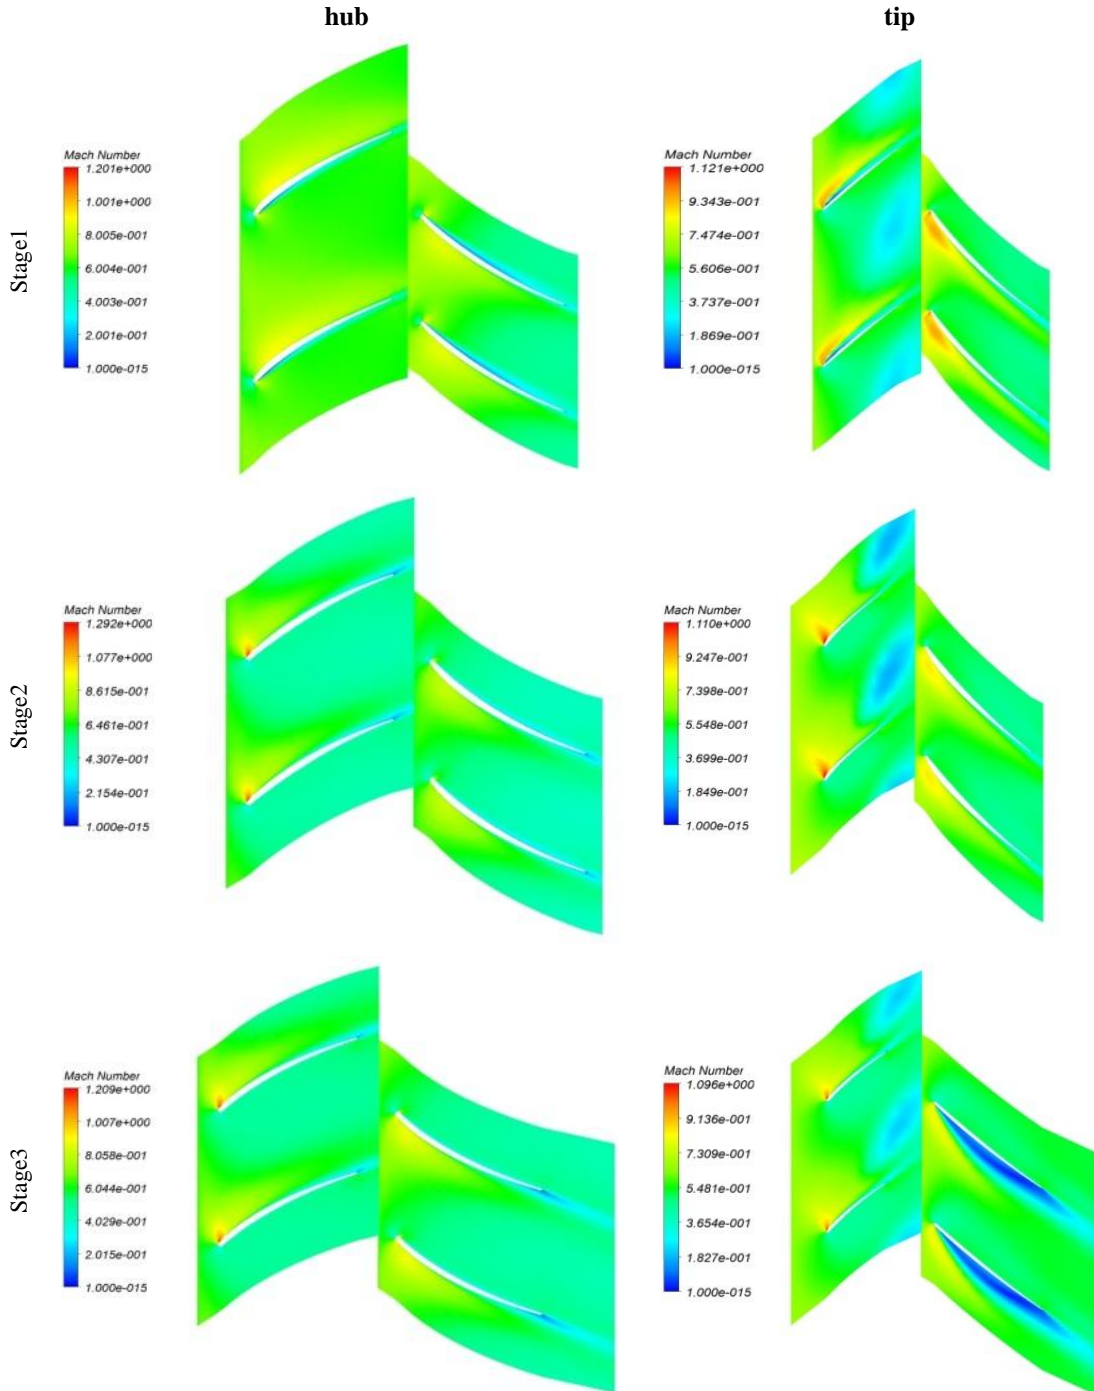 hub
tip
Stage1
Mach Number
1.201e+000
1.001e+000
8.005e-001
6.004e-001
4.003e-001
2.001e-001
1.000e-015
Mach Number
1.121e+000
9.343e-001
7.474e-001
5.606e-001
3.737e-001
1.869e-001
1.000e-015
Stage2
Mach Number
1.292e+000
1.077e+000
8.615e-001
6.461e-001
4.307e-001
2.154e-001
1.000e-015
Mach Number
1.110e+000
9.247e-001
7.398e-001
5.548e-001
3.699e-001
1.849e-001
1.000e-015
Stage3
Mach Number
1.209e+000
1.007e+000
8.058e-001
6.044e-001
4.029e-001
2.015e-001
1.000e-015
Mach Number
1.096e+000
9.136e-001
7.309e-001
5.481e-001
3.654e-001
1.827e-001
1.000e-015